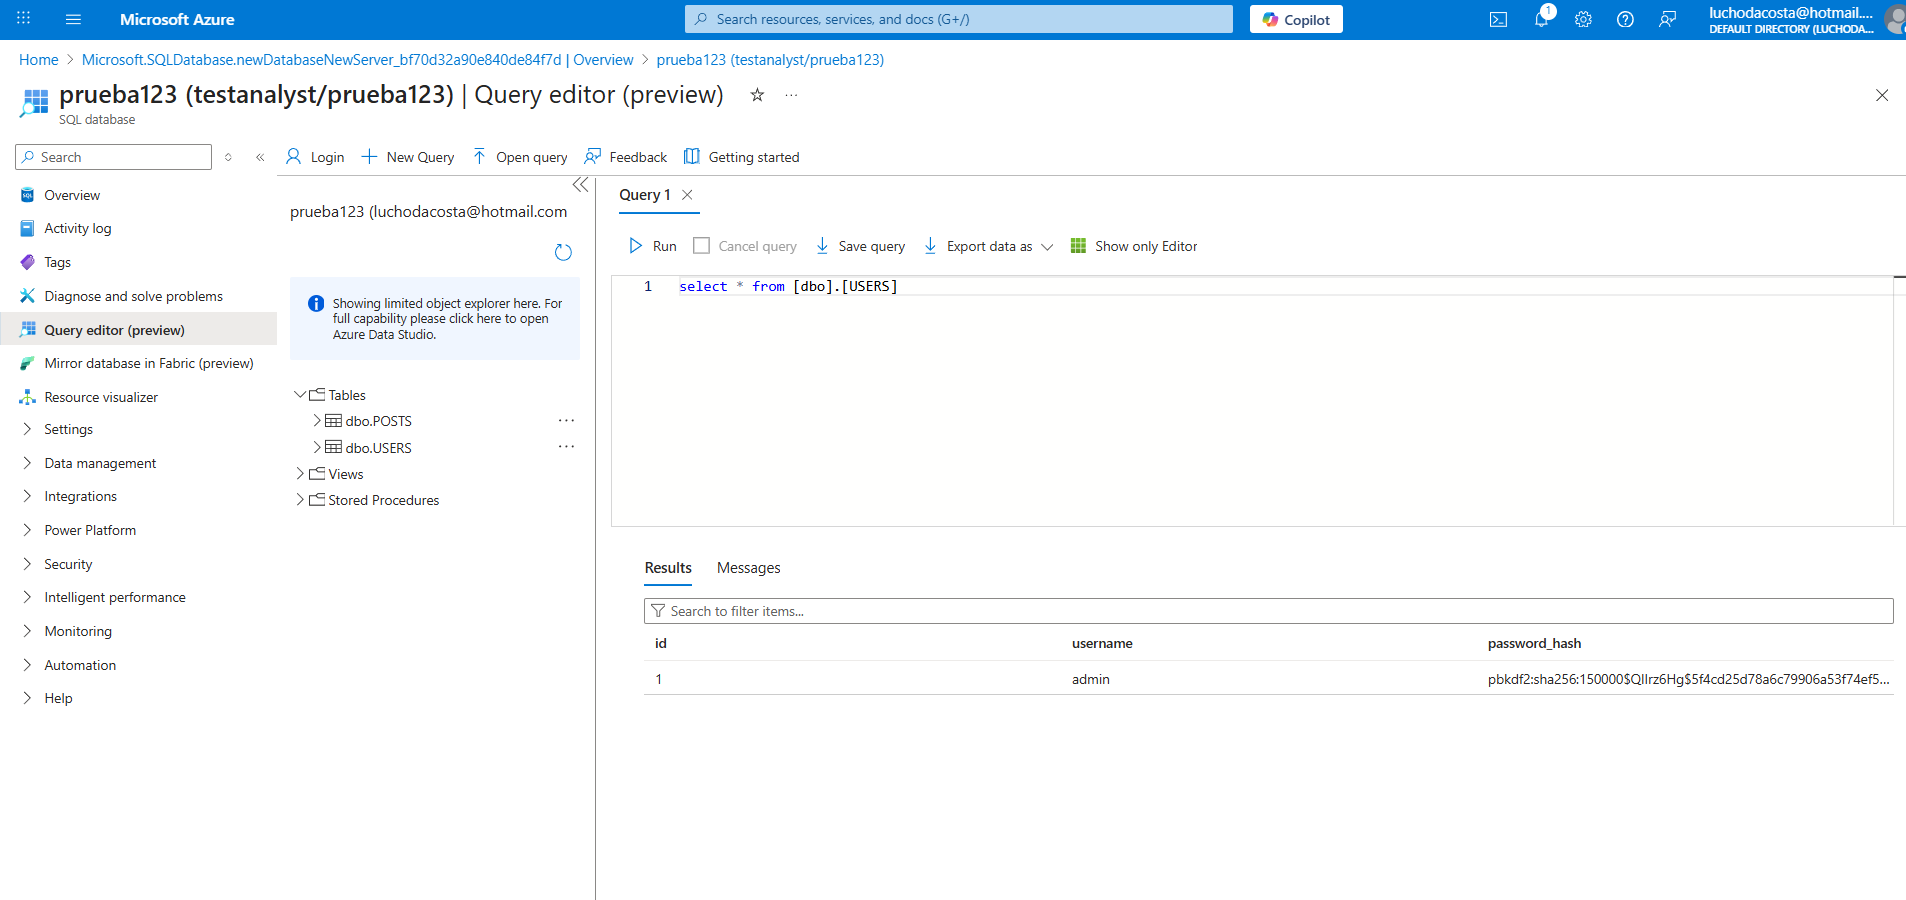 Microsoft Azure
Search resources, services, and docs (G+/)
Copilot
1
luchodacosta@hotmail....
DEFAULT DIRECTORY (LUCHODA...
Home > Microsoft.SQLDatabase.newDatabaseNewServer_bf70d32a90e840de84f7d | Overview > prueba123 (testanalyst/prueba123)
prueba123 (testanalyst/prueba123) | Query editor (preview)
SQL database
Search
Overview
Activity log
Tags
Diagnose and solve problems
Query editor (preview)
Mirror database in Fabric (preview)
Resource visualizer
Settings
Data management
Integrations
Power Platform
Security
Intelligent performance
Monitoring
Automation
Help
Login
New Query
Open query
Feedback
Getting started
prueba123 (luchodacosta@hotmail.com
Showing limited object explorer here. For
full capability please click here to open
Azure Data Studio.
Tables
dbo.POSTS
dbo.USERS
Views
Stored Procedures
Query 1
Run
Cancel query
Save query
Export data as
Show only Editor
1 select * from [dbo].[USERS]
Results
Messages
Search to filter items...
id username password_hash
1 admin pbkdf2:sha256:150000$QIIrz6Hg$5f4cd25d78a6c79906a53f74ef5...